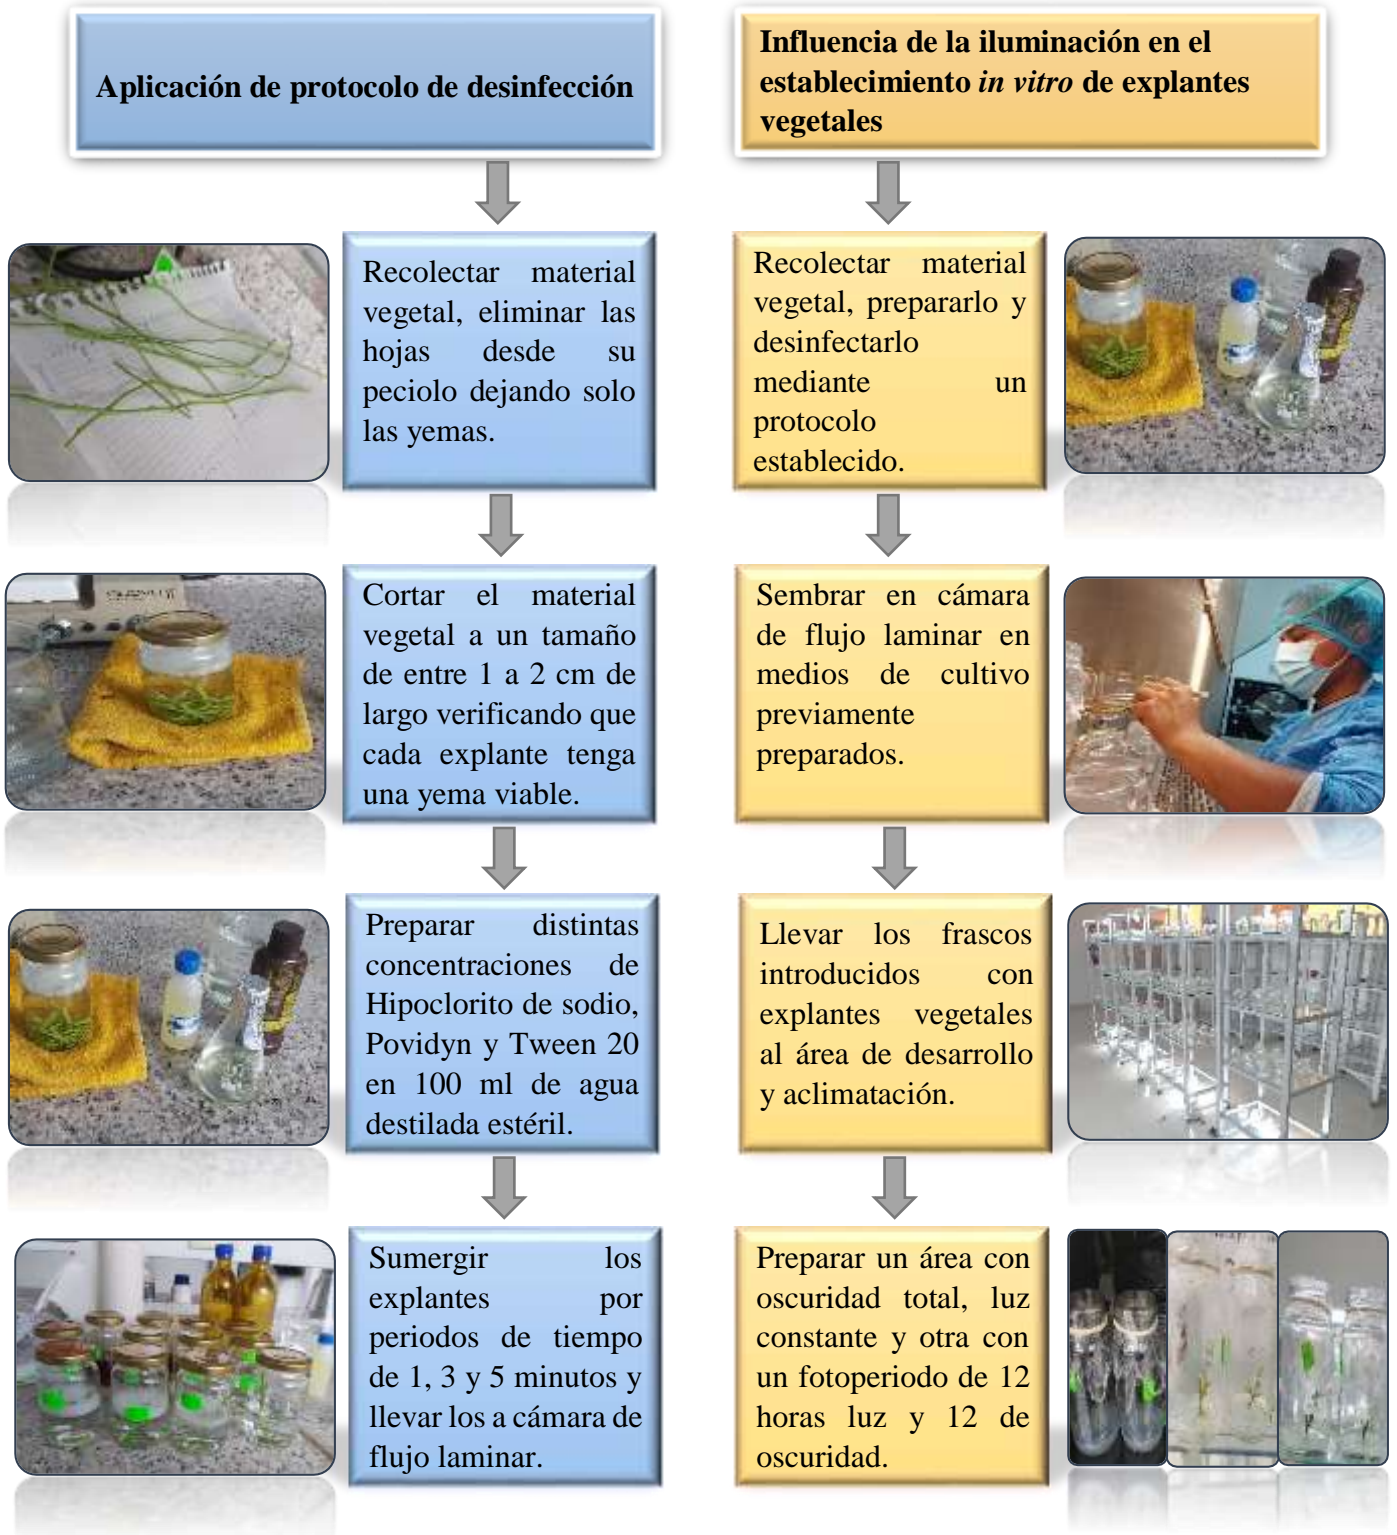 Aplicación de protocolo de desinfección
Recolectar material
vegetal, eliminar las
hojas desde su
peciolo dejando solo
las yemas.
Cortar el material
vegetal a un tamaño
de entre 1 a 2 cm de
largo verificando que
cada explante tenga
una yema viable.
Preparar distintas
concentraciones de
Hipoclorito de sodio,
Povidyn y Tween 20
en 100 ml de agua
destilada estéril.
Sumergir los
explantes por
periodos de tiempo
de 1, 3 y 5 minutos y
llevar los a cámara de
flujo laminar.
Influencia de la iluminación en el
establecimiento in vitro de explantes
vegetales
Recolectar material
vegetal, prepararlo y
desinfectarlo
mediante un
protocolo
establecido.
Sembrar en cámara
de flujo laminar en
medios de cultivo
previamente
preparados.
Llevar los frascos
introducidos con
explantes vegetales
al área de desarrollo
y aclimatación.
Preparar un área con
oscuridad total, luz
constante y otra con
un fotoperiodo de 12
horas luz y 12 de
oscuridad.